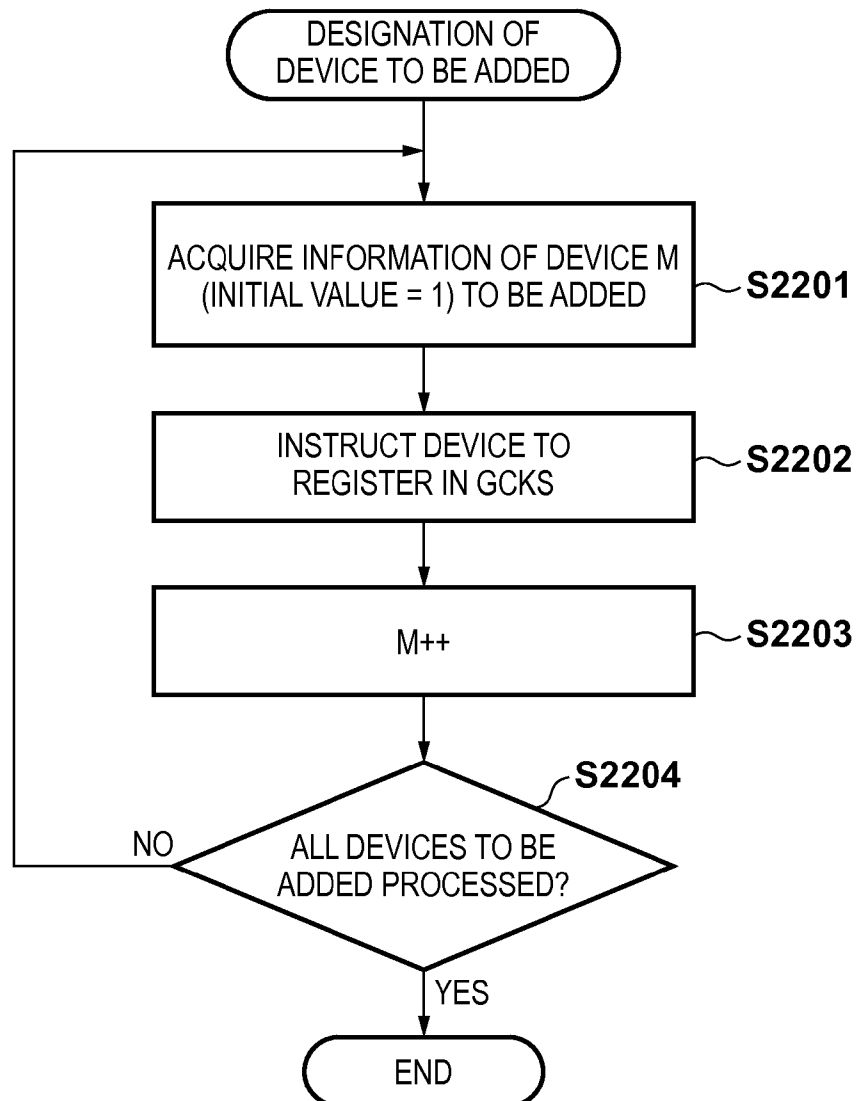 DESIGNATION OF
DEVICE TO BE ADDED
ACQUIRE INFORMATION OF DEVICE M
(INITIAL VALUE = 1) TO BE ADDED
S2201
INSTRUCT DEVICE TO
REGISTER IN GCKS
S2202
M++
S2203
S2204
NO
ALL DEVICES TO BE
ADDED PROCESSED?
YES
END